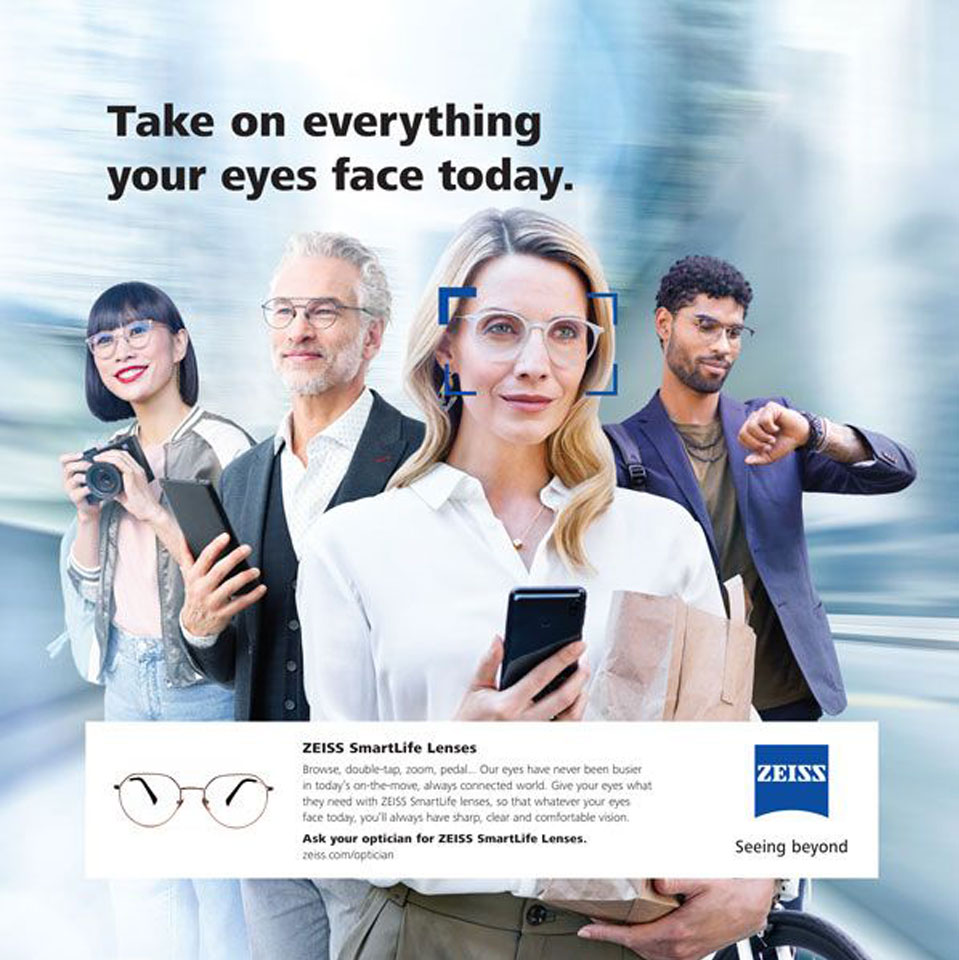 Take on everything
your eyes face today.
ZEISS SmartLife Lenses
Browse, double-tap, zoom, pedal... Our eyes have never been busier
in today's on-the-move, always connected world. Give your eyes what
they need with ZEISS SmartLife lenses, so that whatever your eyes
face today, you'll always have sharp, clear and comfortable vision.
Ask your optician for ZEISS SmartLife Lenses.
zeiss.com/optician
ZEISS
Seeing beyond